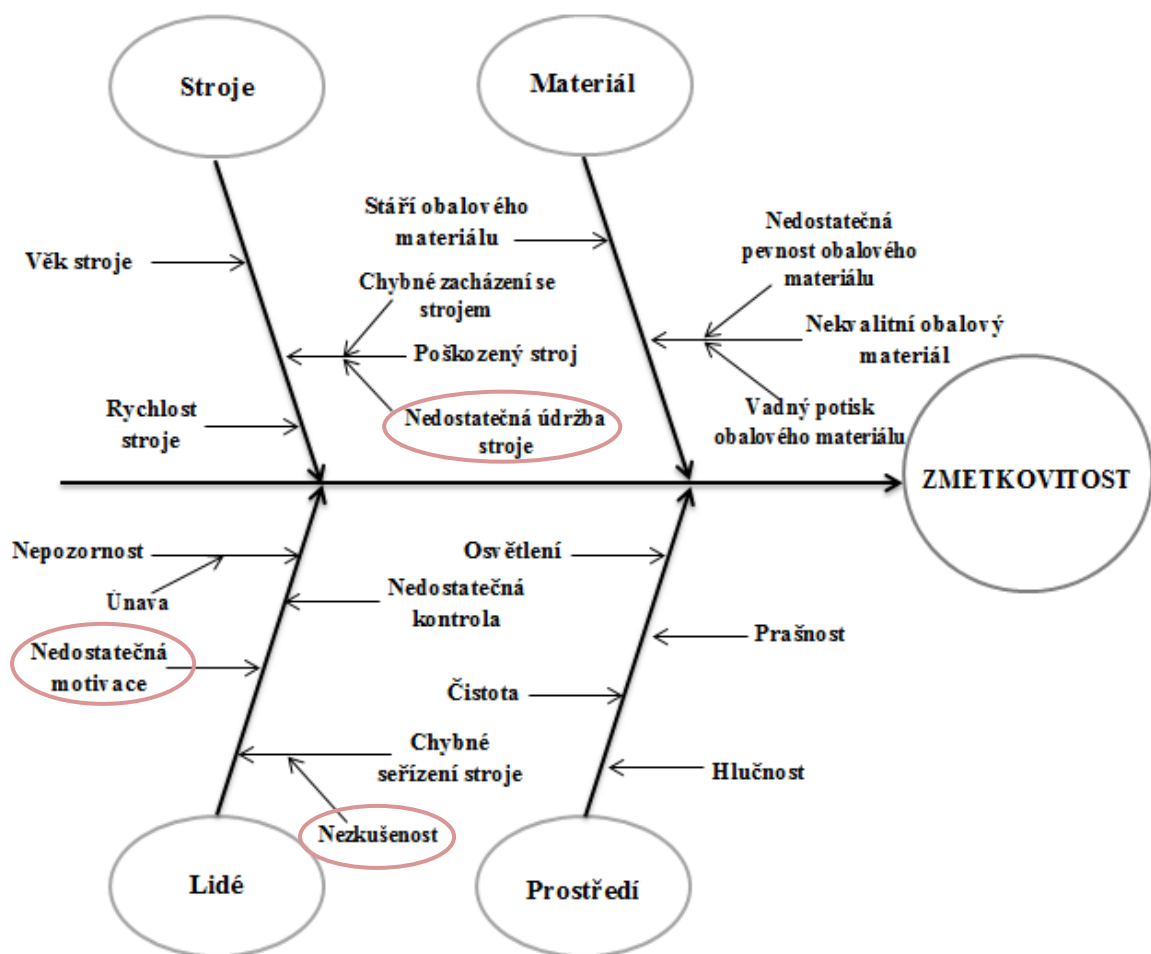 Stroje
Materiál
Stáří obalového
materiálu
Nedostatečná
pevnost obalového
materiálu
Věk stroje
Chybné zacházení se
strojem
Poškozený stroj
Nekvalitní obalový
materiál
Rychlost
stroje
Nedostatečná údržba
stroje
Vadný potisk
obalového materiálu
ZMETKOVITOST
Nepozornost
Únava
Nedostatečná
kontrola
Osvětlení
Nedostatečná
motivace
Prašnost
Čistota
Chybné
seřízení stroje
Hlučnost
Nezkušenost
Lidé
Prostředí